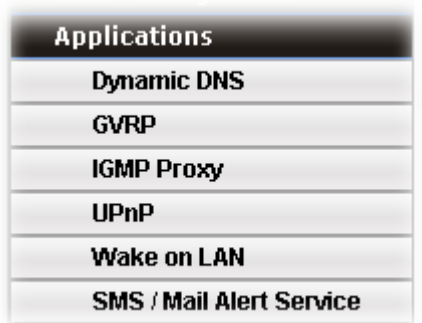 Applications
Dynamic DNS
GVRP
IGMP Proxy
UPnP
Wake on LAN
SMS / Mail Alert Service